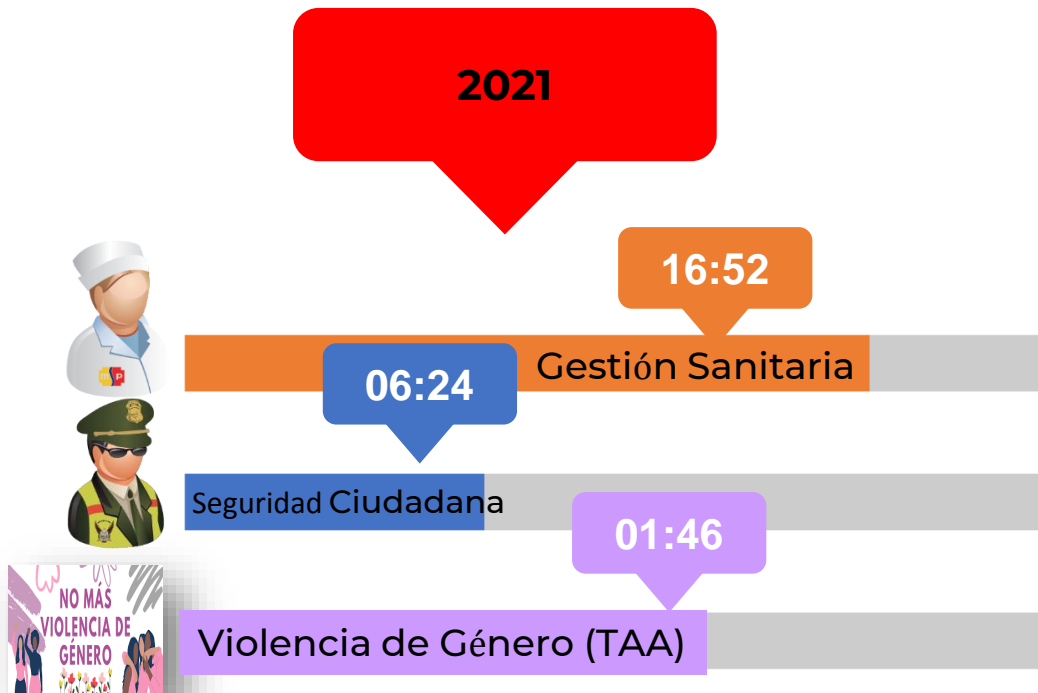 2021
16:52
Gestión Sanitaria
06:24
Seguridad Ciudadana
01:46
Violencia de Género (TAA)
NO MÁS
VIOLENCIA DE
GÉNERO